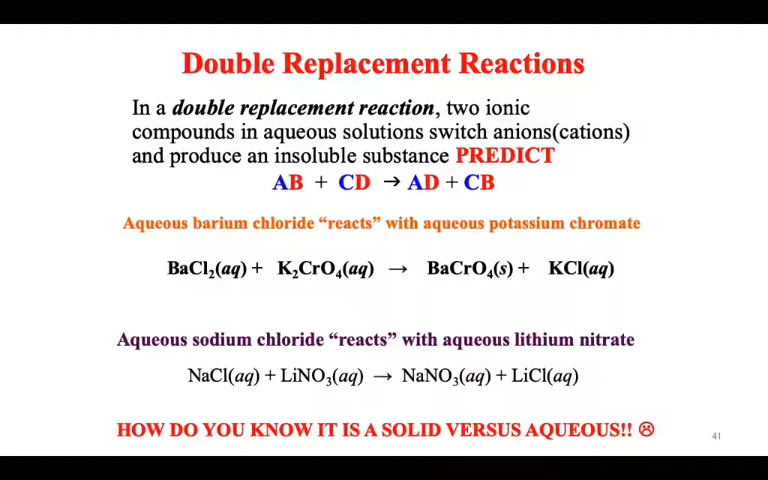 Double Replacement Reactions
In a double replacement reaction, two ionic
compounds in aqueous solutions switch anions(cations)
and produce an insoluble substance PREDICT
AB + CD → AD + CB
Aqueous barium chloride “reacts” with aqueous potassium chromate
BaCl₂(aq) + K₂CrO₄(aq) → BaCrO₄(s) + KCl(aq)
Aqueous sodium chloride “reacts” with aqueous lithium nitrate
NaCl(aq) + LiNO₃(aq) → NaNO₃(aq) + LiCl(aq)
HOW DO YOU KNOW IT IS A SOLID VERSUS AQUEOUS!! ☹
41